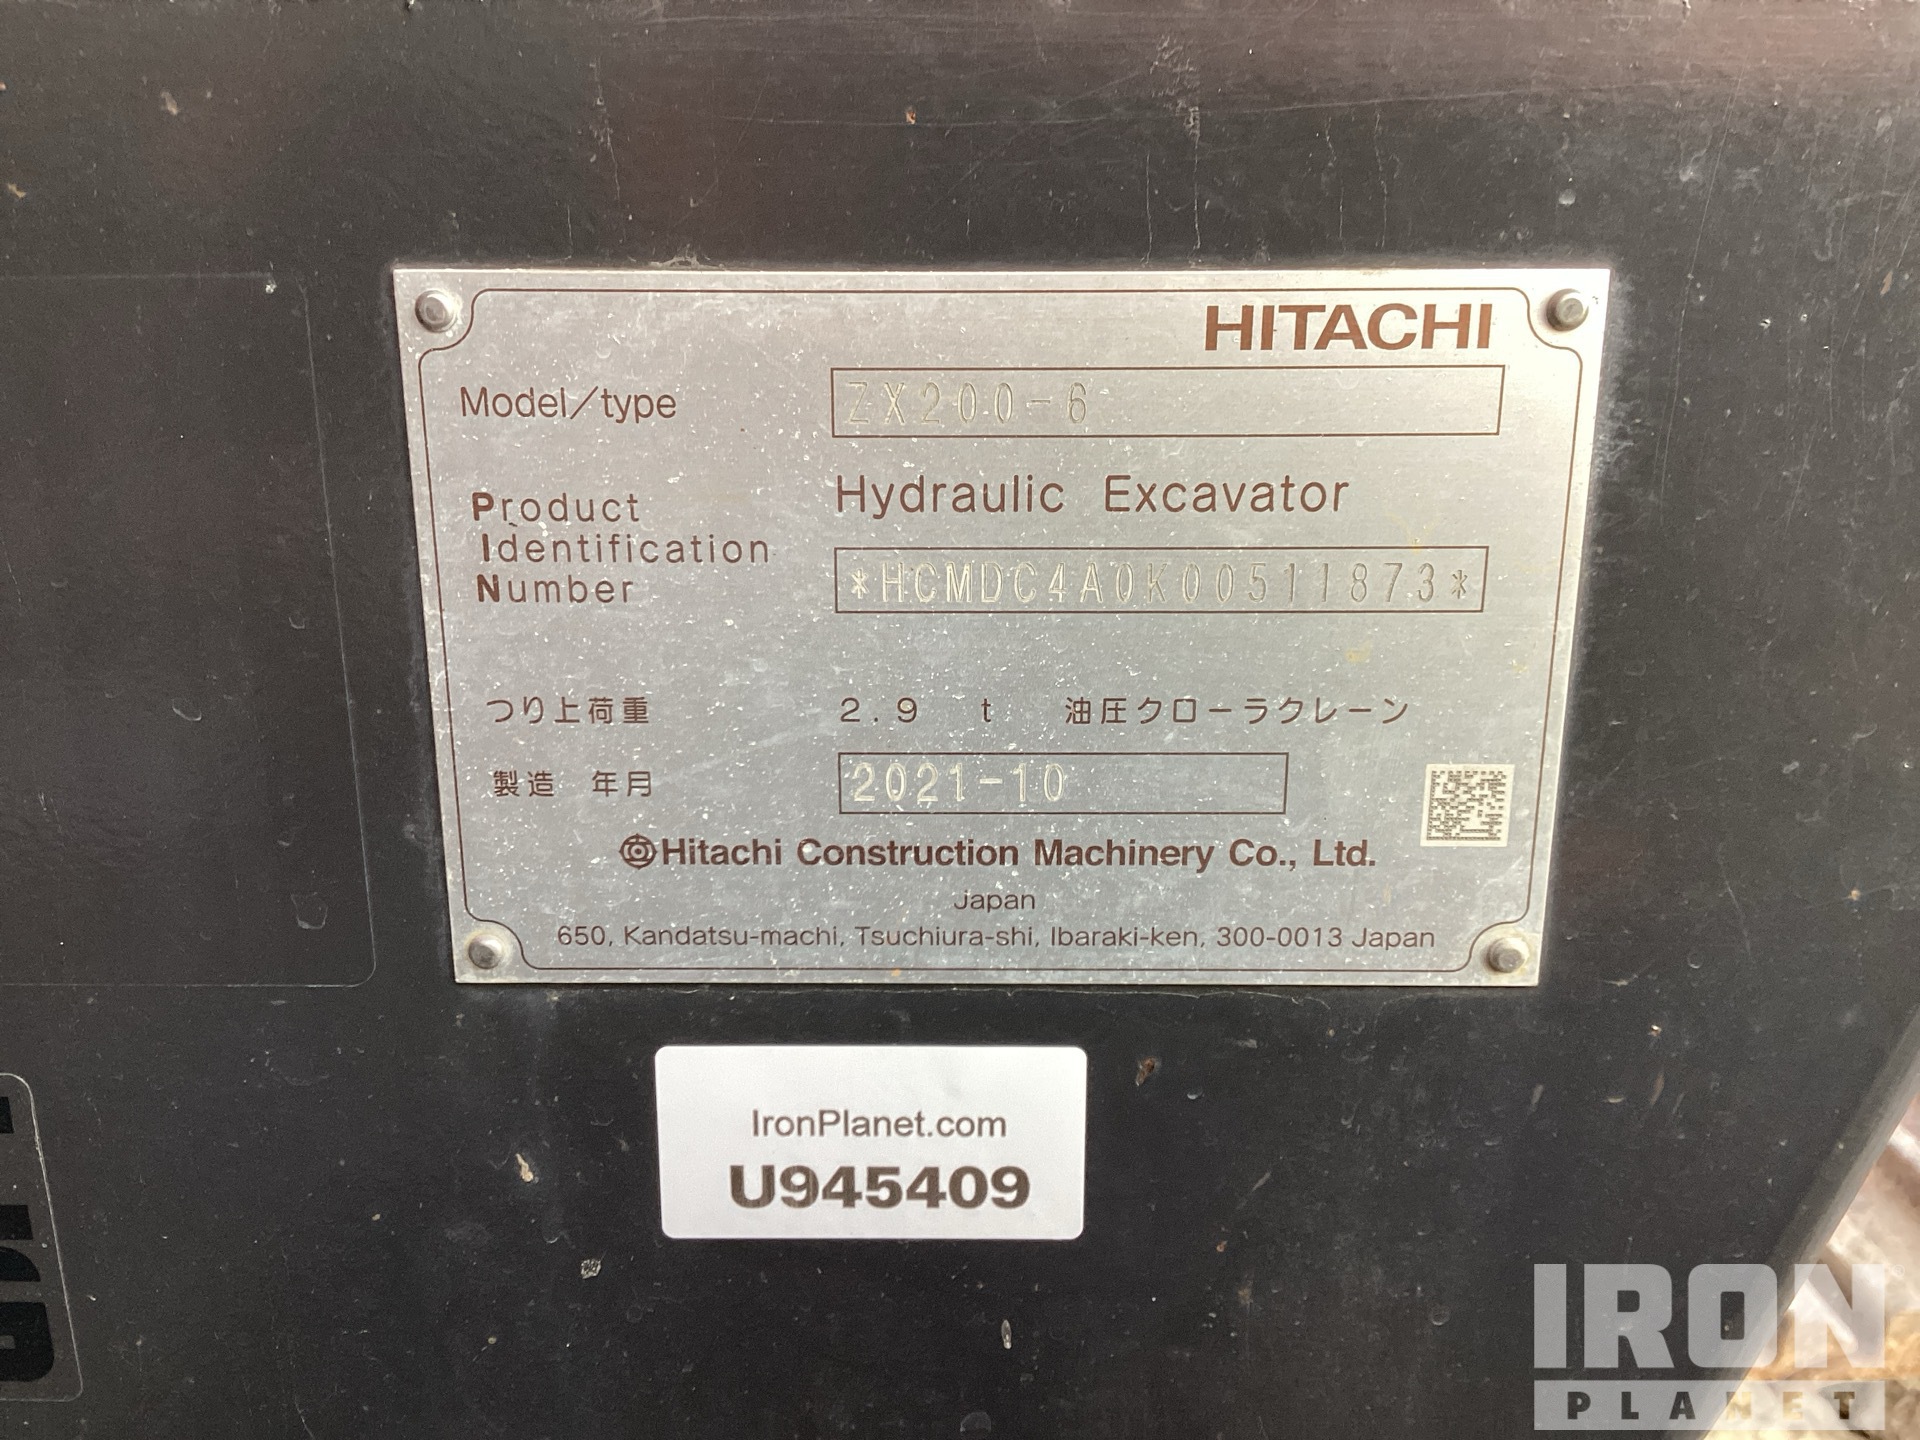 HITACHI
Model/type ZX200-6
Hydraulic Excavator
Product
Identification
Number *HCMDC4A0K00511873*
つり上荷重 2.9 t 油圧クローラクレーン
製造 年月 2021-10
Hitachi Construction Machinery Co., Ltd.
Japan
650, Kandatsu-machi, Tsuchiura-shi, Ibaraki-ken, 300-0013 Japan
IronPlanet.com
U945409
IRON
PLANET